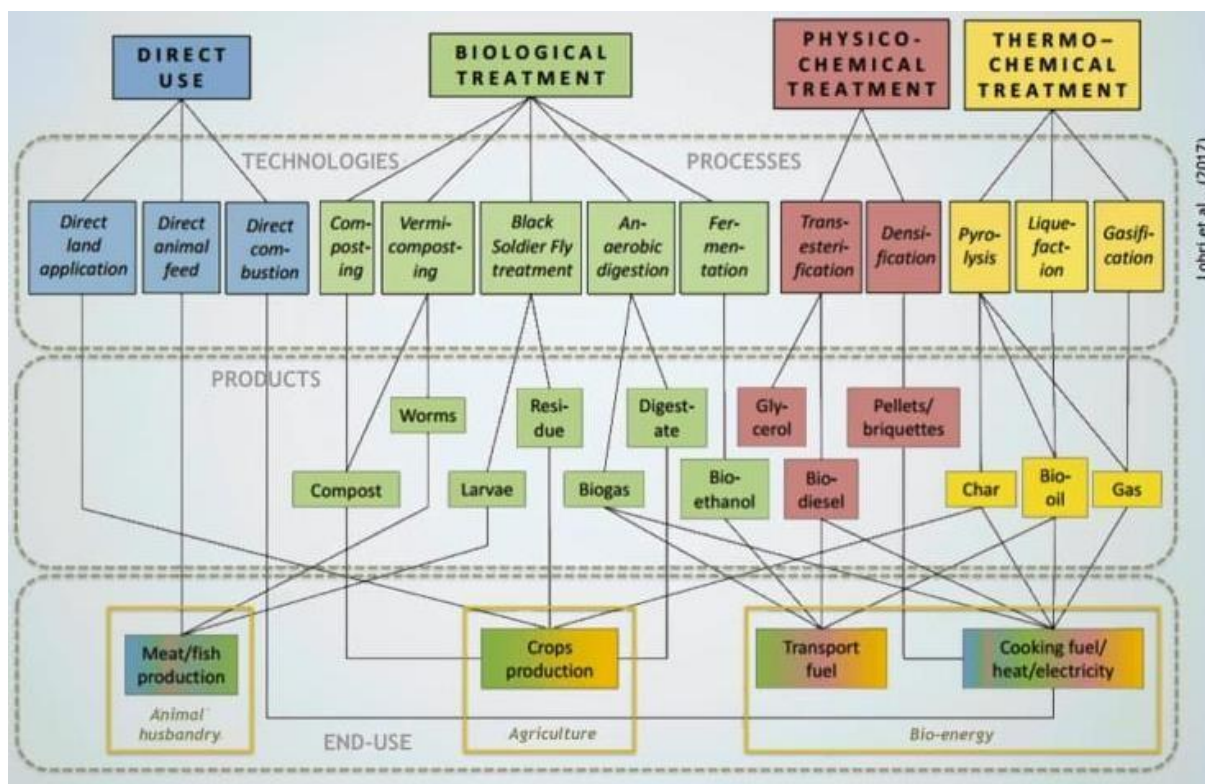 DIRECT
USE
BIOLOGICAL
TREATMENT
PHYSICO-
CHEMICAL
TREATMENT
THERMO-
CHEMICAL
TREATMENT
TECHNOLOGIES
PROCESSES
Direct
land
application
Direct
animal
feed
Direct
com-
bustion
Com-
post-
ing
Vermi-
compost-
ing
Black
Soldier Fly
treatment
An-
aerobic
digestion
Fer-
men-
tation
Trans-
esteri-
fication
Densi-
fication
Pyro-
lysis
Lique-
fact-
ion
Gasifi-
cation
Lohri et al. (2017)
PRODUCTS
Worms
Resi-
due
Digest-
ate
Gly-
cerol
Pellets/
briquettes
Compost
Larvae
Biogas
Bio-
ethanol
Bio-
diesel
Char
Bio-
oil
Gas
Meat/fish
production
Crops
production
Transport
fuel
Cooking fuel/
heat/electricity
Animal
husbandry
Agriculture
Bio-energy
END-USE